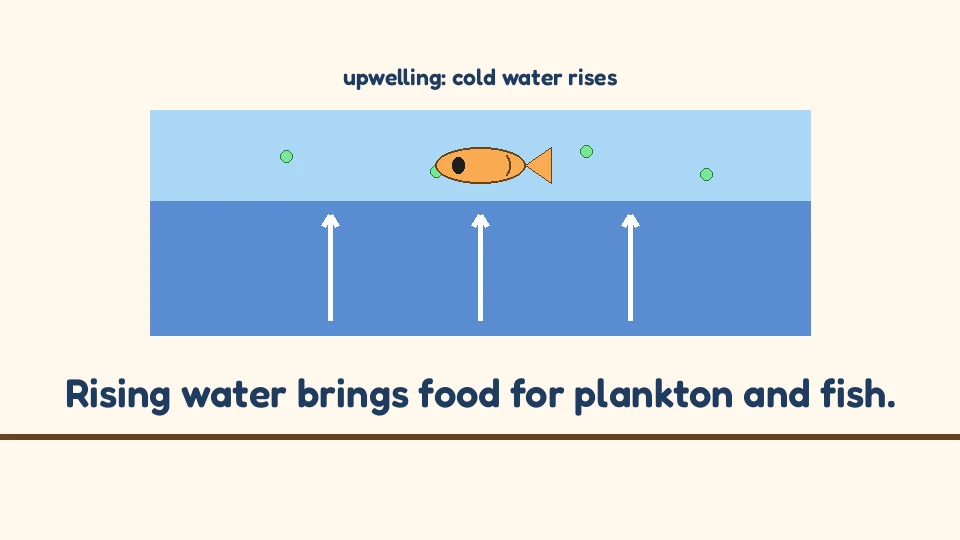 upwelling: cold water rises
Rising water brings food for plankton and fish.